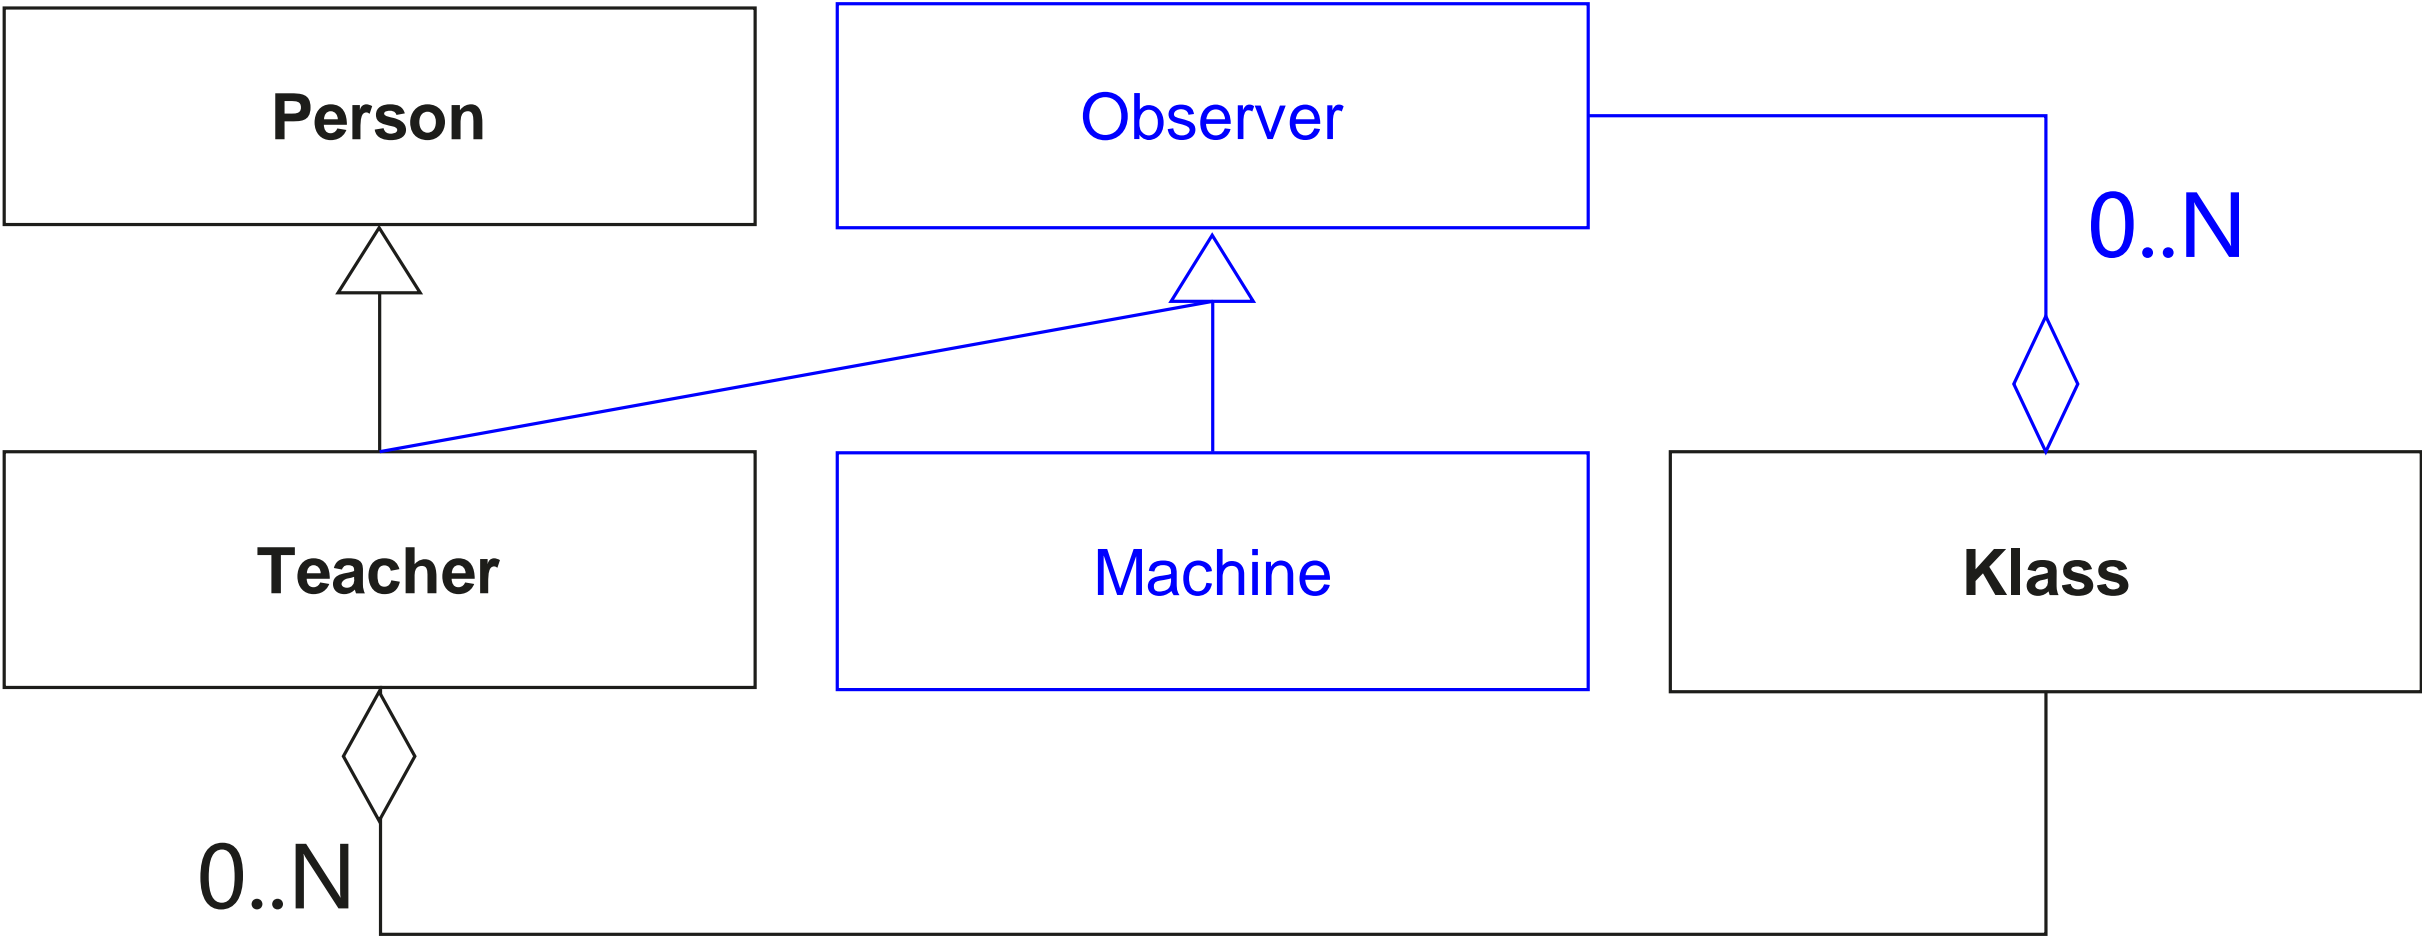 Person
Observer
0..N
Teacher
Machine
Klass
0..N